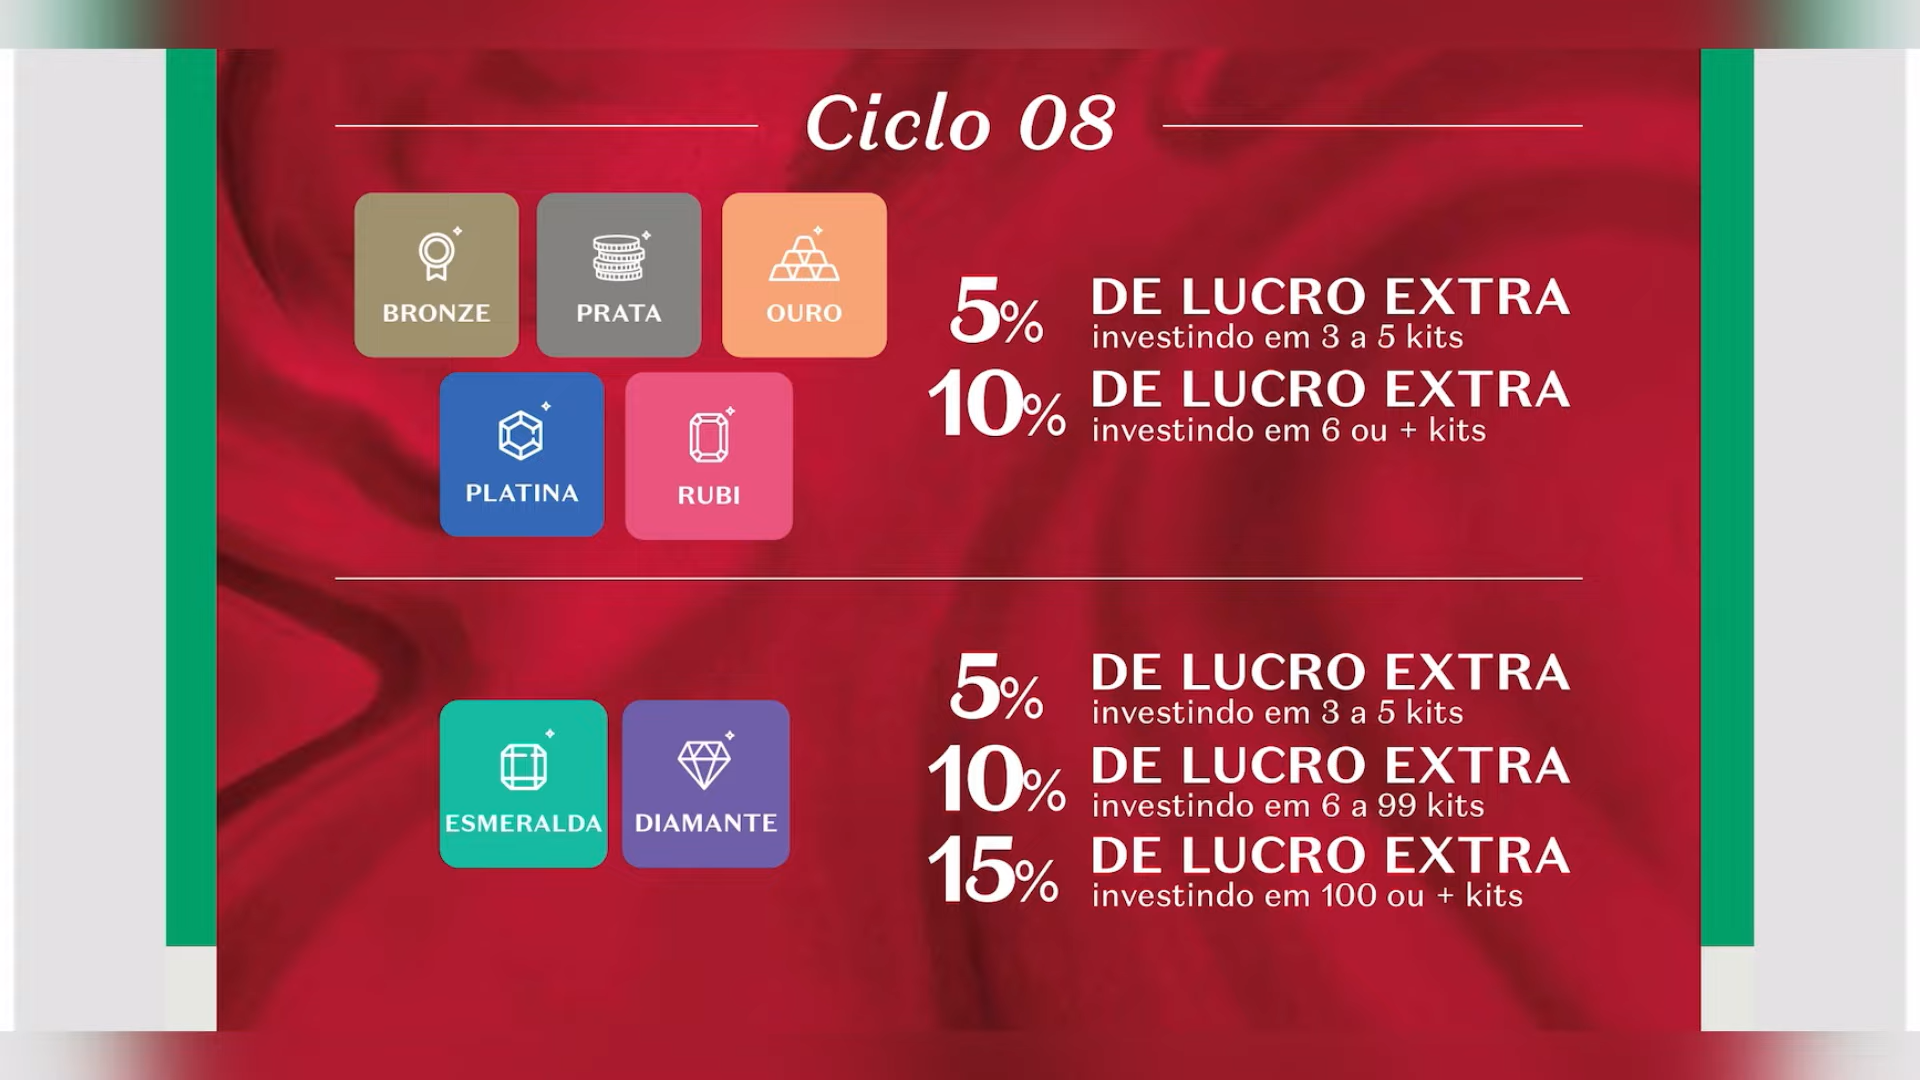 Ciclo 08
BRONZE
PRATA
OURO
PLATINA
RUBI
5% DE LUCRO EXTRA
investindo em 3 a 5 kits
10% DE LUCRO EXTRA
investindo em 6 ou + kits
ESMERALDA
DIAMANTE
5% DE LUCRO EXTRA
investindo em 3 a 5 kits
10% DE LUCRO EXTRA
investindo em 6 a 99 kits
15% DE LUCRO EXTRA
investindo em 100 ou + kits